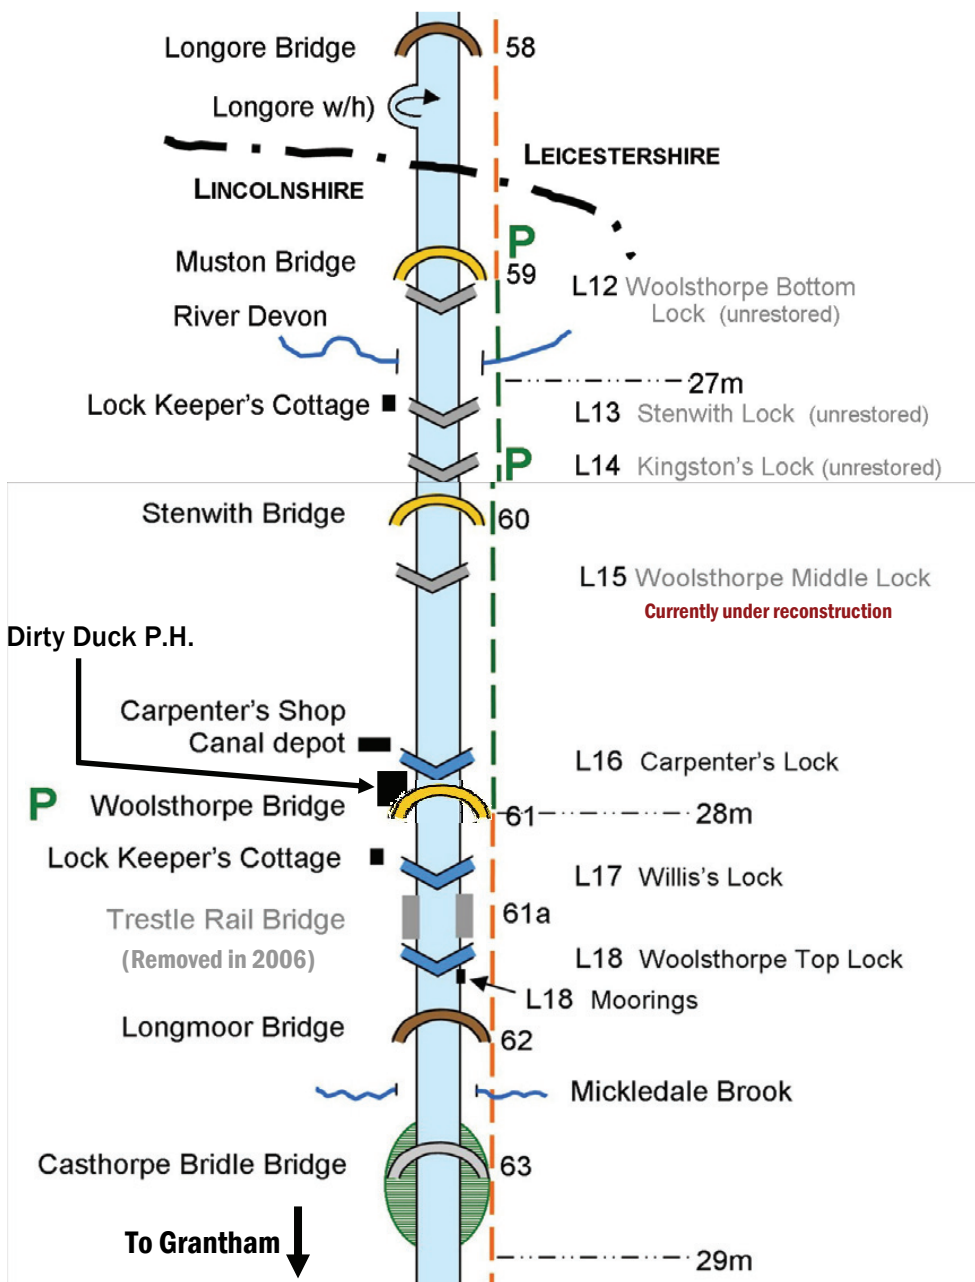 Longore Bridge
58
Longore w/h)
LEICESTERSHIRE
LINCOLNSHIRE
P
Muston Bridge
59
L12 Woolsthorpe Bottom
Lock (unrestored)
River Devon
27m
Lock Keeper's Cottage
L13 Stenwith Lock (unrestored)
P
L14 Kingston's Lock (unrestored)
Stenwith Bridge
60
L15 Woolsthorpe Middle Lock
Currently under reconstruction
Dirty Duck P.H.
Carpenter's Shop
Canal depot
L16 Carpenter's Lock
P
Woolsthorpe Bridge
61
28m
Lock Keeper's Cottage
L17 Willis's Lock
Trestle Rail Bridge
(Removed in 2006)
61a
L18 Woolsthorpe Top Lock
L18 Moorings
Longmoor Bridge
62
Mickledale Brook
Casthorpe Bridle Bridge
63
To Grantham
29m